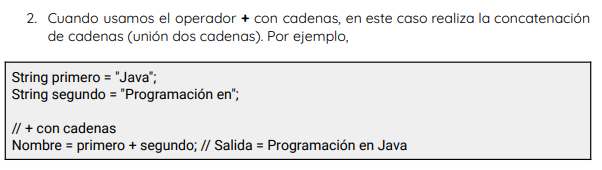 2. Cuando usamos el operador + con cadenas, en este caso realiza la concatenación
de cadenas (unión dos cadenas). Por ejemplo,
String primero = "Java";
String segundo = "Programación en";
// + con cadenas
Nombre = primero + segundo; // Salida = Programación en Java